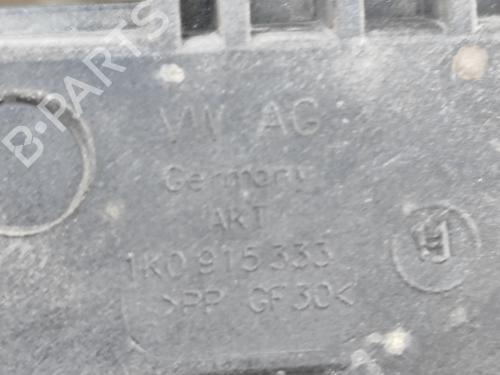 B-PARTS
VW AG
Germany
AKT
1K0 915 333
>PP GF30<